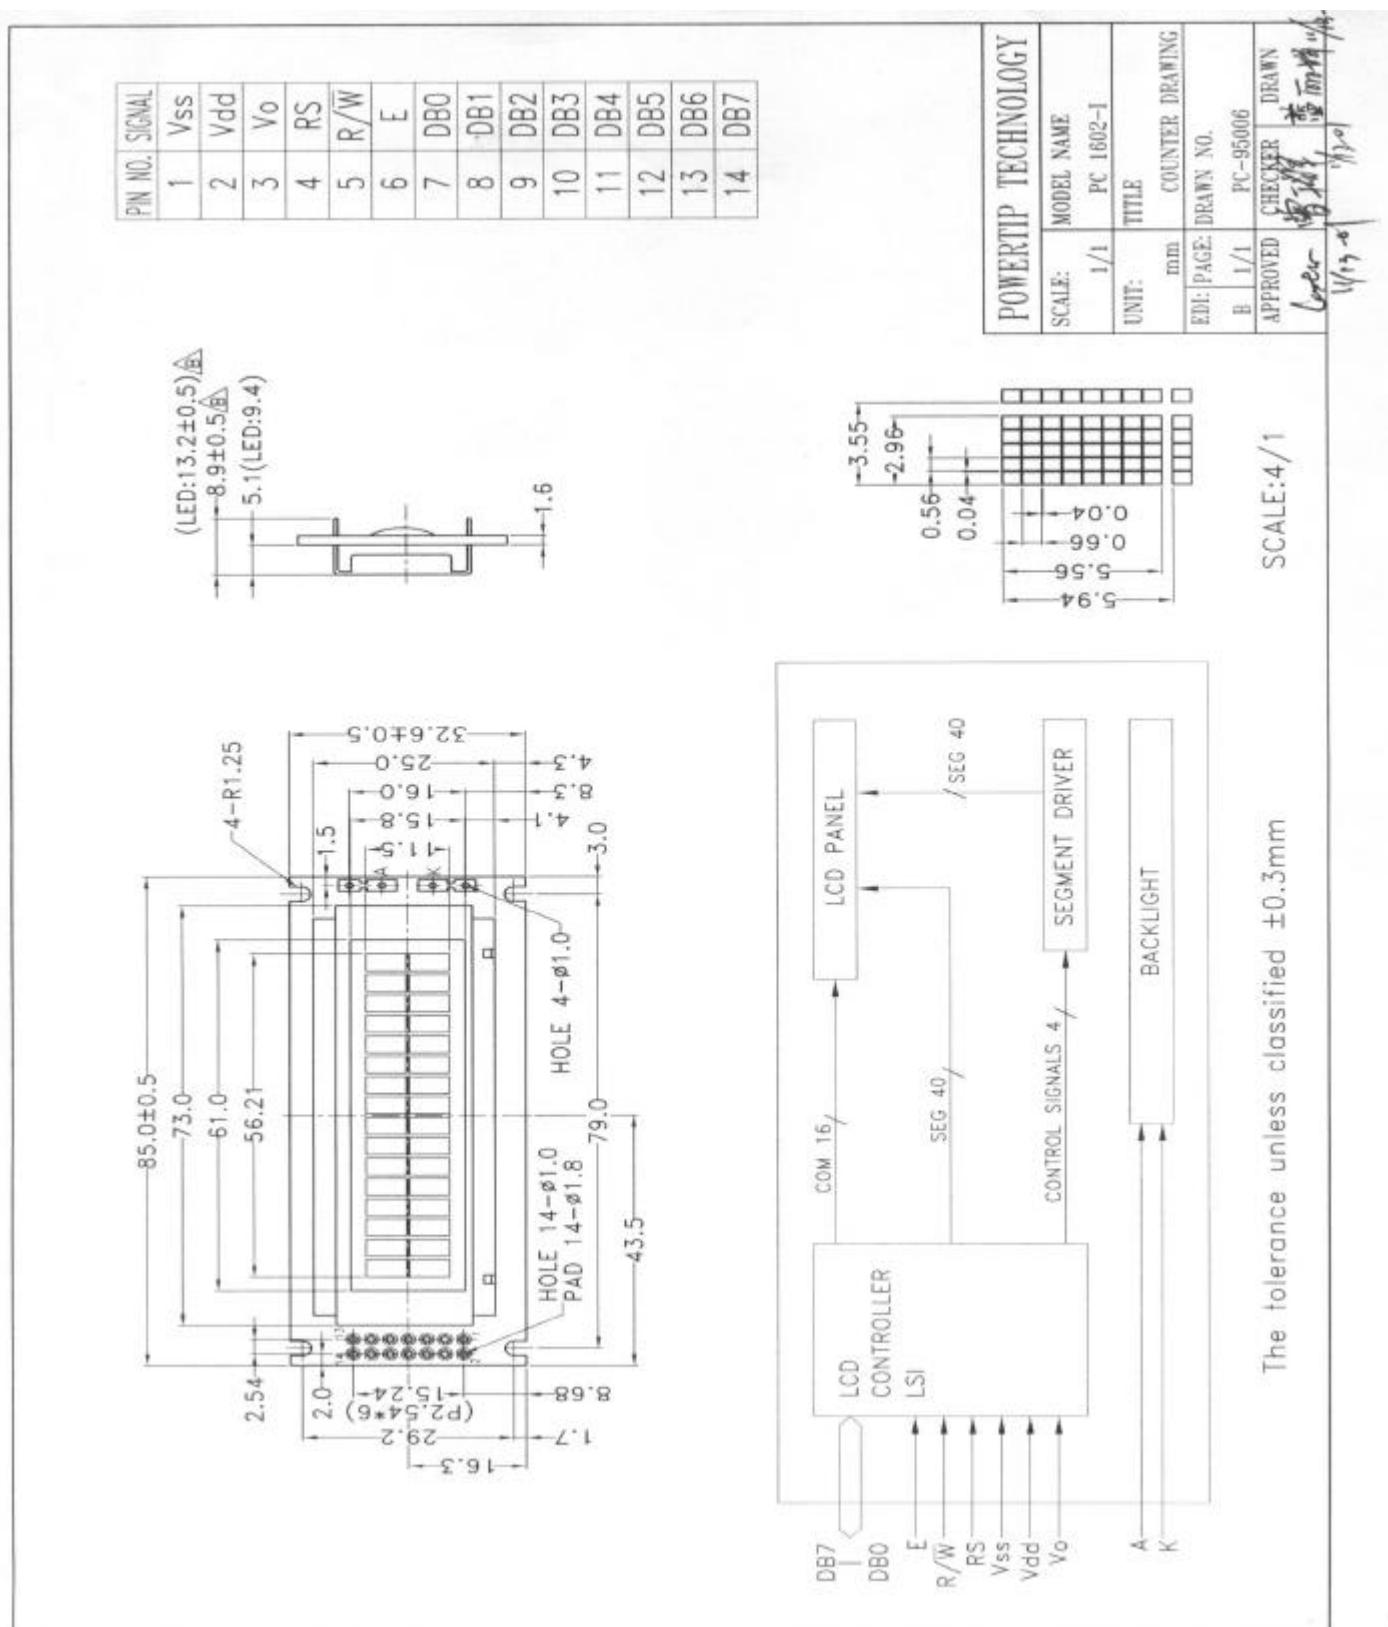 PIN NO. SIGNAL
1 Vss
2 Vdd
3 Vo
4 RS
5 R/W̅
6 E
7 DB0
8 DB1
9 DB2
10 DB3
11 DB4
12 DB5
13 DB6
14 DB7
(LED:13.2±0.5) B
8.9±0.5 B
5.1(LED:9.4)
1.6
85.0±0.5
73.0
61.0
56.21
4-R1.25
1.5
32.6±0.5
25.0
4.3
16.0
8.3
15.8
4.1
11.5
A
K
3.0
HOLE 4-ø1.0
79.0
43.5
HOLE 14-ø1.0
PAD 14-ø1.8
2.54
2.0
13
14
1
2
15.24
(P2.54*6)
8.68
29.2
1.7
16.3
3.55
2.96
0.56
0.04
0.04
0.66
5.56
5.94
SCALE:4/1
DB7
DB0
E
R/W̅
RS
Vss
Vdd
Vo
A
K
LCD
CONTROLLER
LSI
COM 16
SEG 40
CONTROL SIGNALS 4
LCD PANEL
SEG 40
SEGMENT DRIVER
BACKLIGHT
The tolerance unless classified ±0.3mm
POWERTIP TECHNOLOGY
SCALE: 1/1
MODEL NAME
PC 1602-I
UNIT: mm
TITLE
COUNTER DRAWING
EDI: B
PAGE: 1/1
DRAWN NO.
PC-95006
APPROVED CHECKER DRAWN